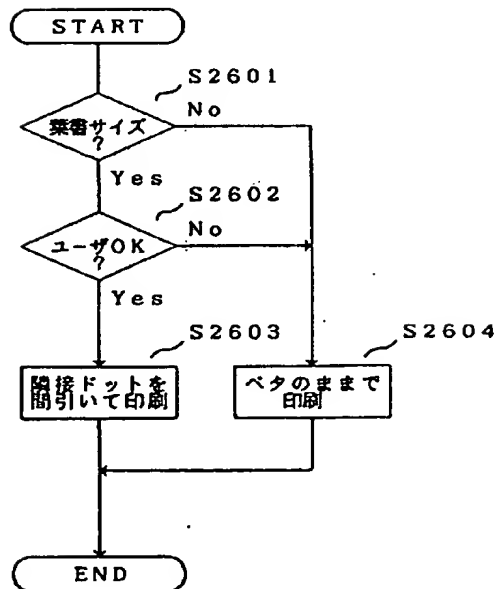 START
S2601
葉書サイズ
?
No
Yes
S2602
ユーザOK
?
No
Yes
S2603
S2604
隣接ドットを
間引いて印刷
ベタのままで
印刷
END